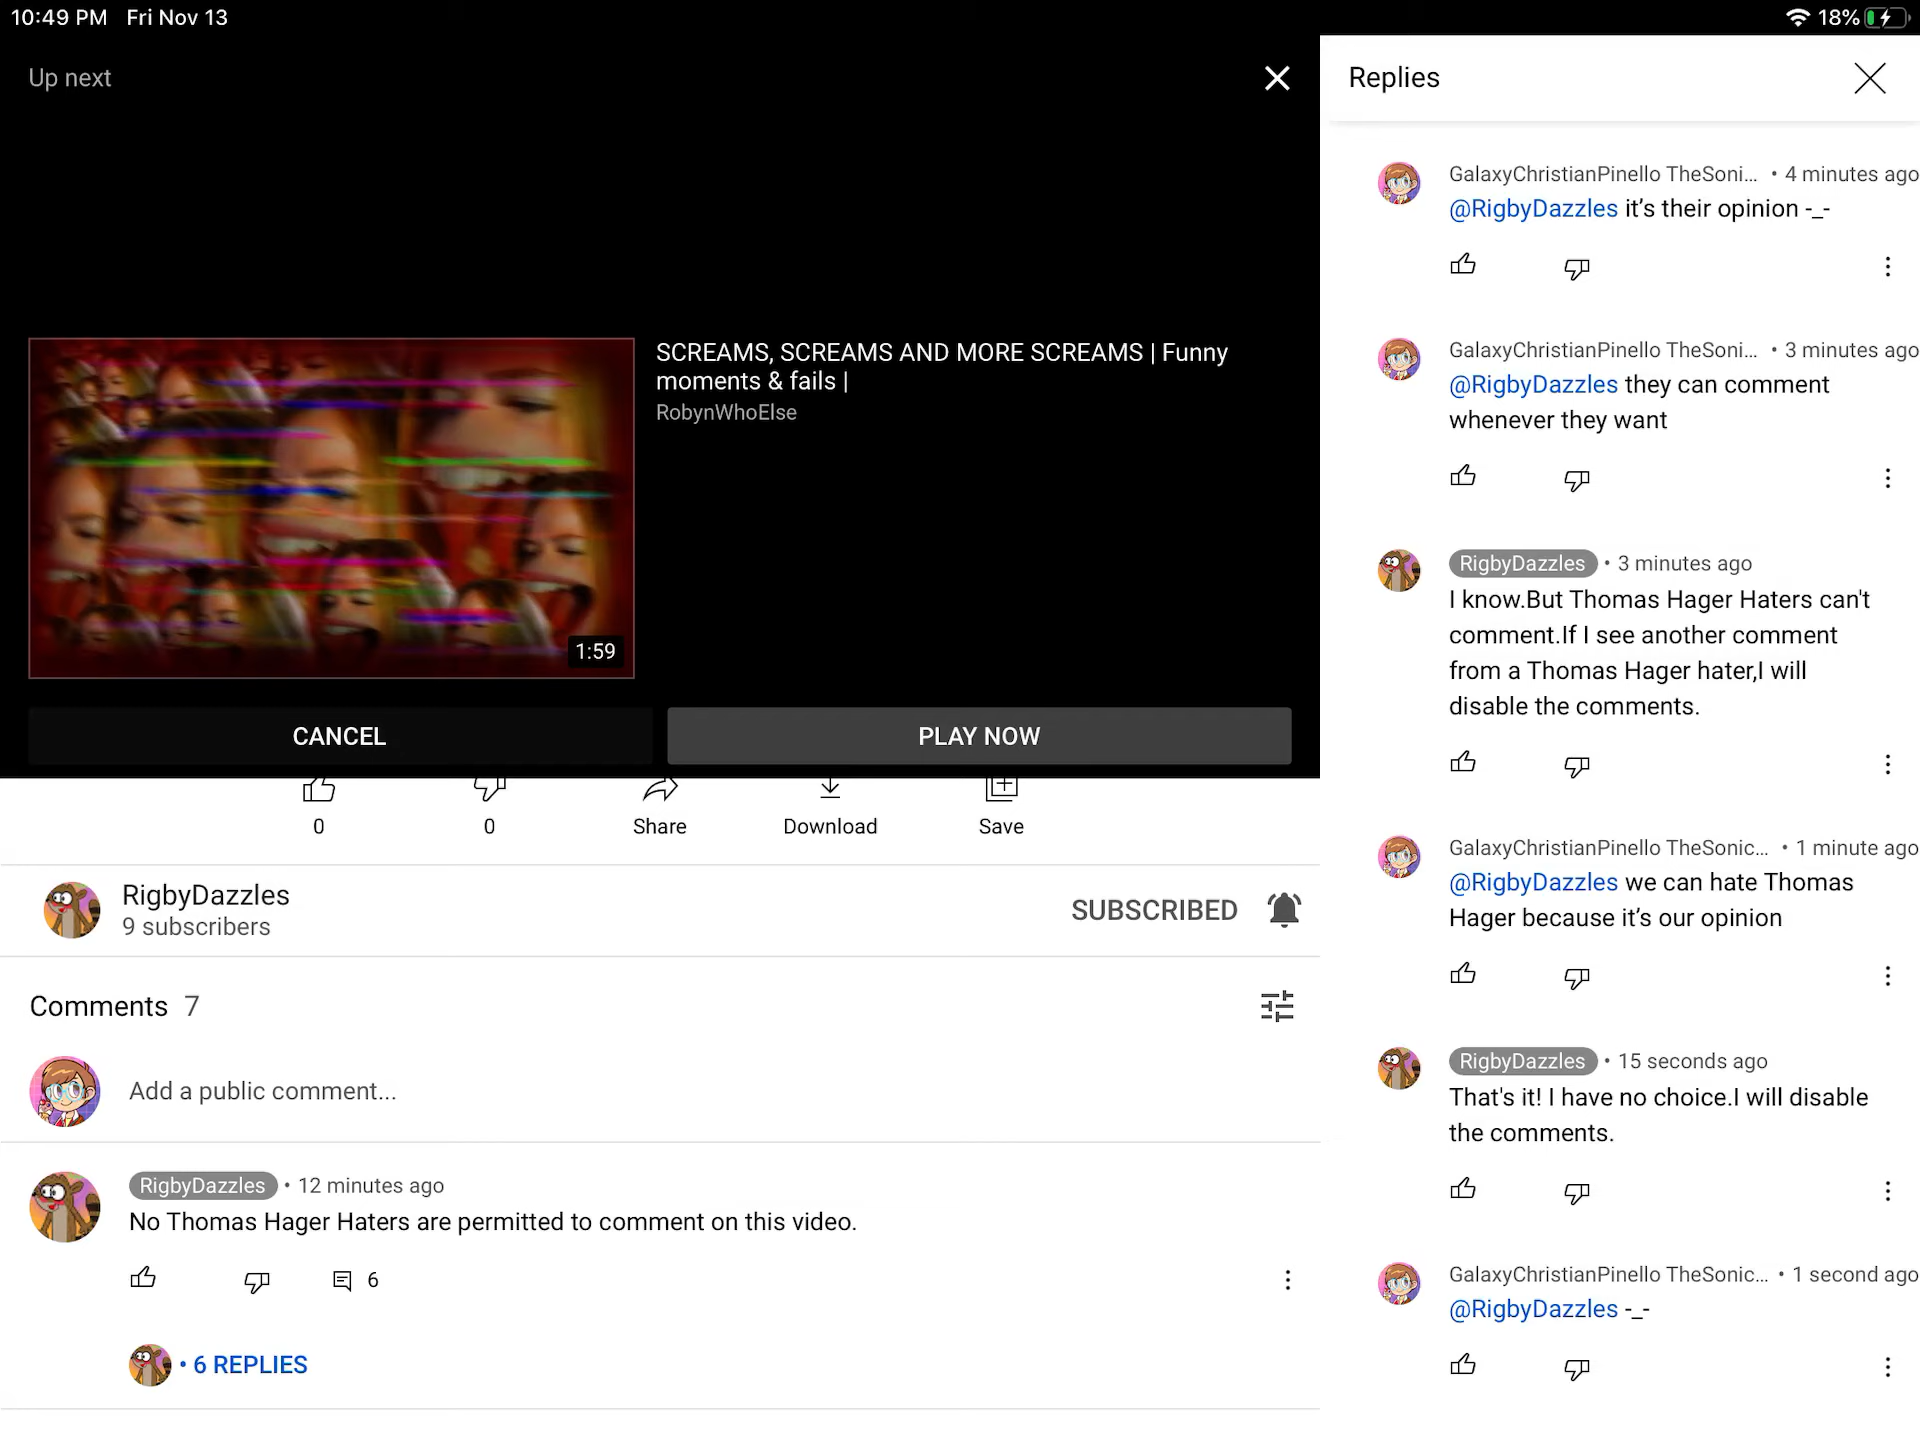 10:49 PM Fri Nov 13
18%
Up next
SCREAMS, SCREAMS AND MORE SCREAMS | Funny
moments & fails |
RobynWhoElse
1:59
CANCEL
PLAY NOW
0
0
Share
Download
Save
RigbyDazzles
9 subscribers
SUBSCRIBED
Comments 7
Add a public comment...
RigbyDazzles • 12 minutes ago
No Thomas Hager Haters are permitted to comment on this video.
6
• 6 REPLIES
Replies
GalaxyChristianPinello TheSoni... • 4 minutes ago
@RigbyDazzles it’s their opinion -_-
GalaxyChristianPinello TheSoni... • 3 minutes ago
@RigbyDazzles they can comment
whenever they want
RigbyDazzles • 3 minutes ago
I know.But Thomas Hager Haters can't
comment.If I see another comment
from a Thomas Hager hater,I will
disable the comments.
GalaxyChristianPinello TheSonic... • 1 minute ago
@RigbyDazzles we can hate Thomas
Hager because it’s our opinion
RigbyDazzles • 15 seconds ago
That's it! I have no choice.I will disable
the comments.
GalaxyChristianPinello TheSonic... • 1 second ago
@RigbyDazzles -_-